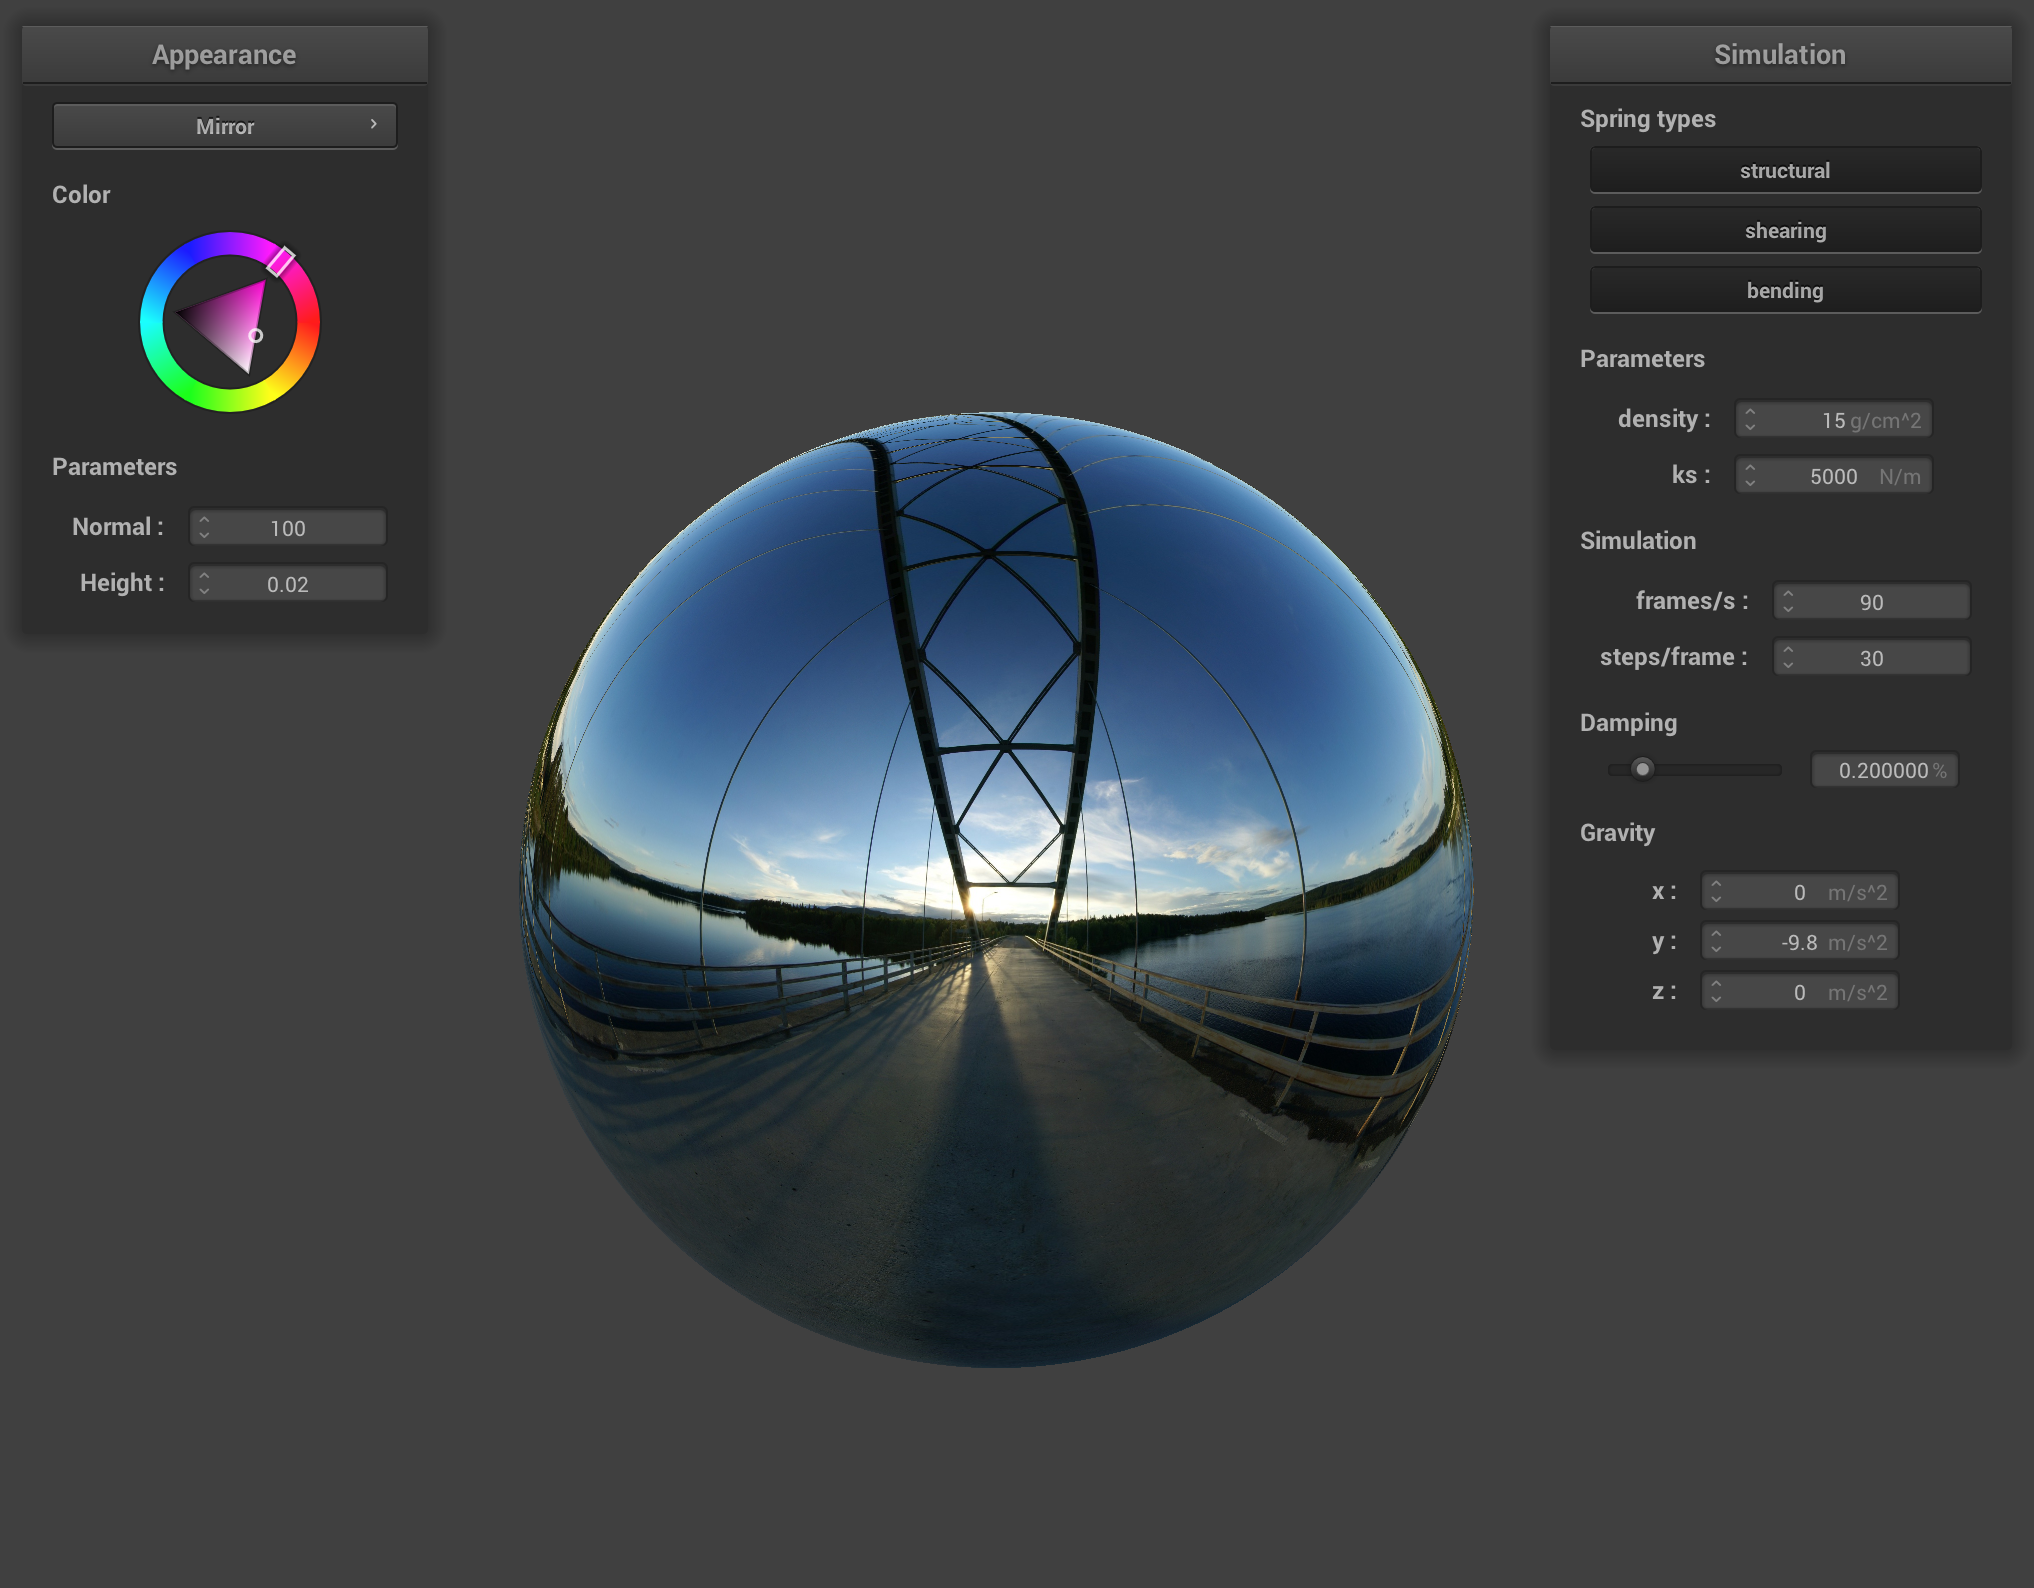 Appearance
Mirror
Color
Parameters
Normal : 100
Height : 0.02
Simulation
Spring types
structural
shearing
bending
Parameters
density : 15 g/cm^2
ks : 5000 N/m
Simulation
frames/s : 90
steps/frame : 30
Damping
0.200000 %
Gravity
x : 0 m/s^2
y : -9.8 m/s^2
z : 0 m/s^2